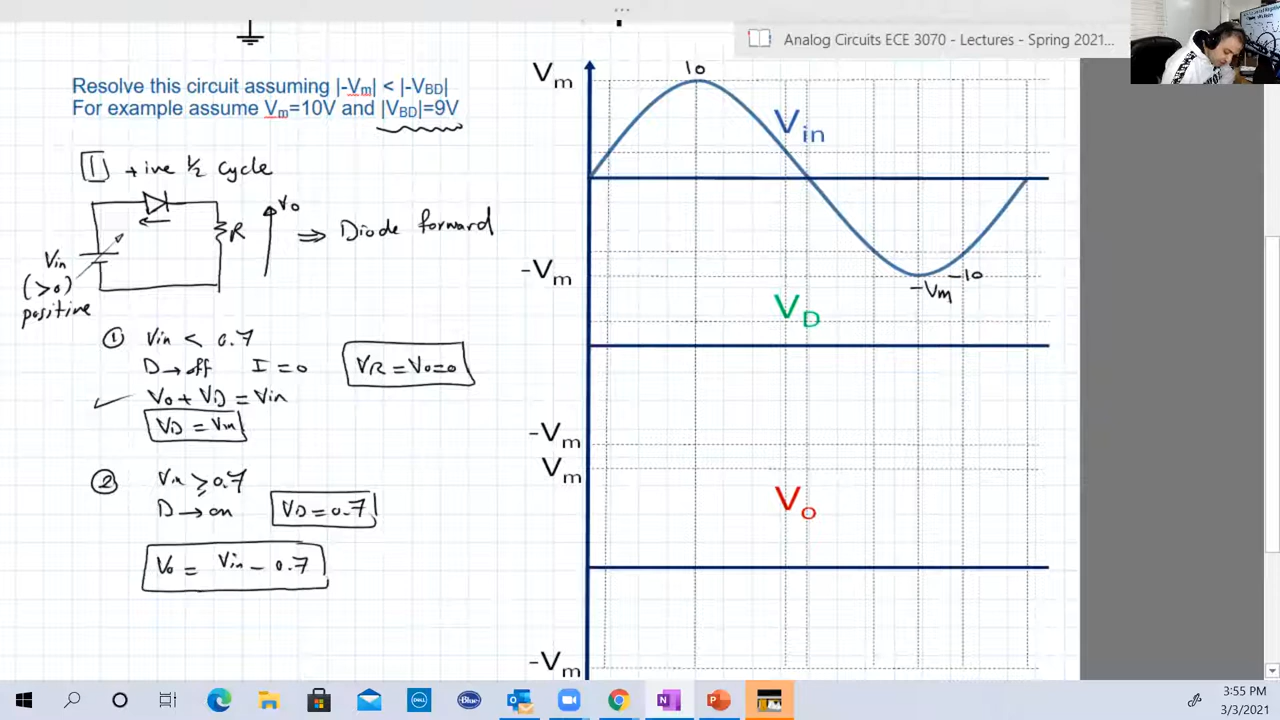 Analog Circuits ECE 3070 - Lectures - Spring 2021...
Resolve this circuit assuming |-Vm| < |-VBD|
For example assume Vm=10V and |VBD|=9V
1 +ive ½ cycle
Vin
(>0)
positive
R
Vo
⇒ Diode forward
① Vin < 0.7
D → off I = 0
VR = Vo = 0
Vo + VD = Vin
VD = Vin
② Vin ≥ 0.7
D → on
VD = 0.7
Vo = Vin - 0.7
Vm
10
Vin
-Vm
-10
-Vm
VD
-Vm
Vm
Vo
-Vm
DELL
Blue
3:55 PM
3/3/2021